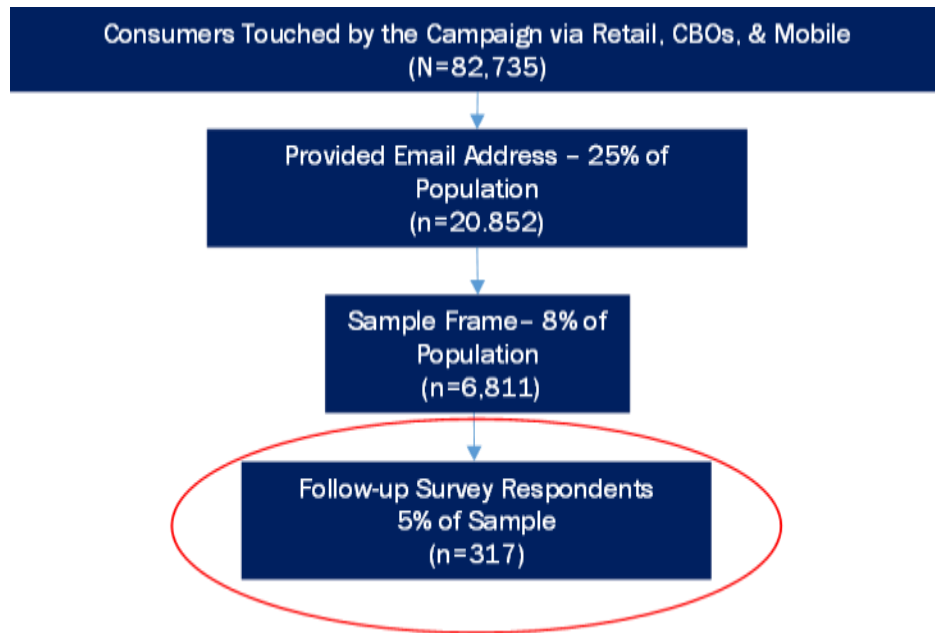 Consumers Touched by the Campaign via Retail, CBOs, & Mobile
(N=82,735)
Provided Email Address – 25% of
Population
(n=20.852)
Sample Frame– 8% of
Population
(n=6,811)
Follow-up Survey Respondents
5% of Sample
(n=317)